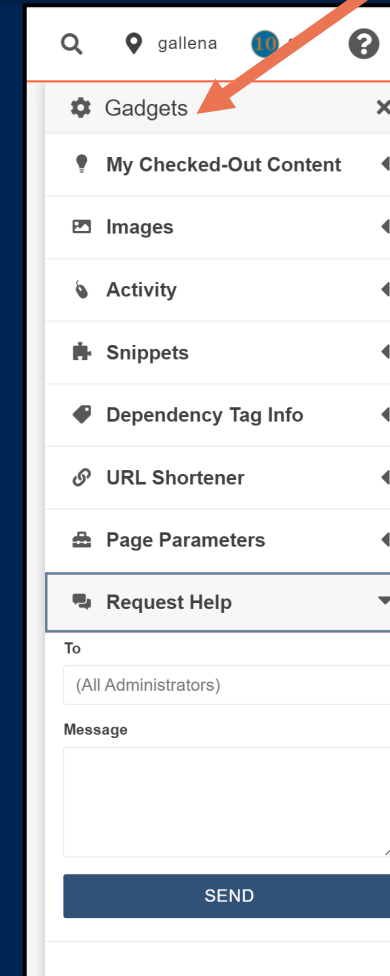 gallena 10
Gadgets
My Checked-Out Content
Images
Activity
Snippets
Dependency Tag Info
URL Shortener
Page Parameters
Request Help
To
(All Administrators)
Message
SEND